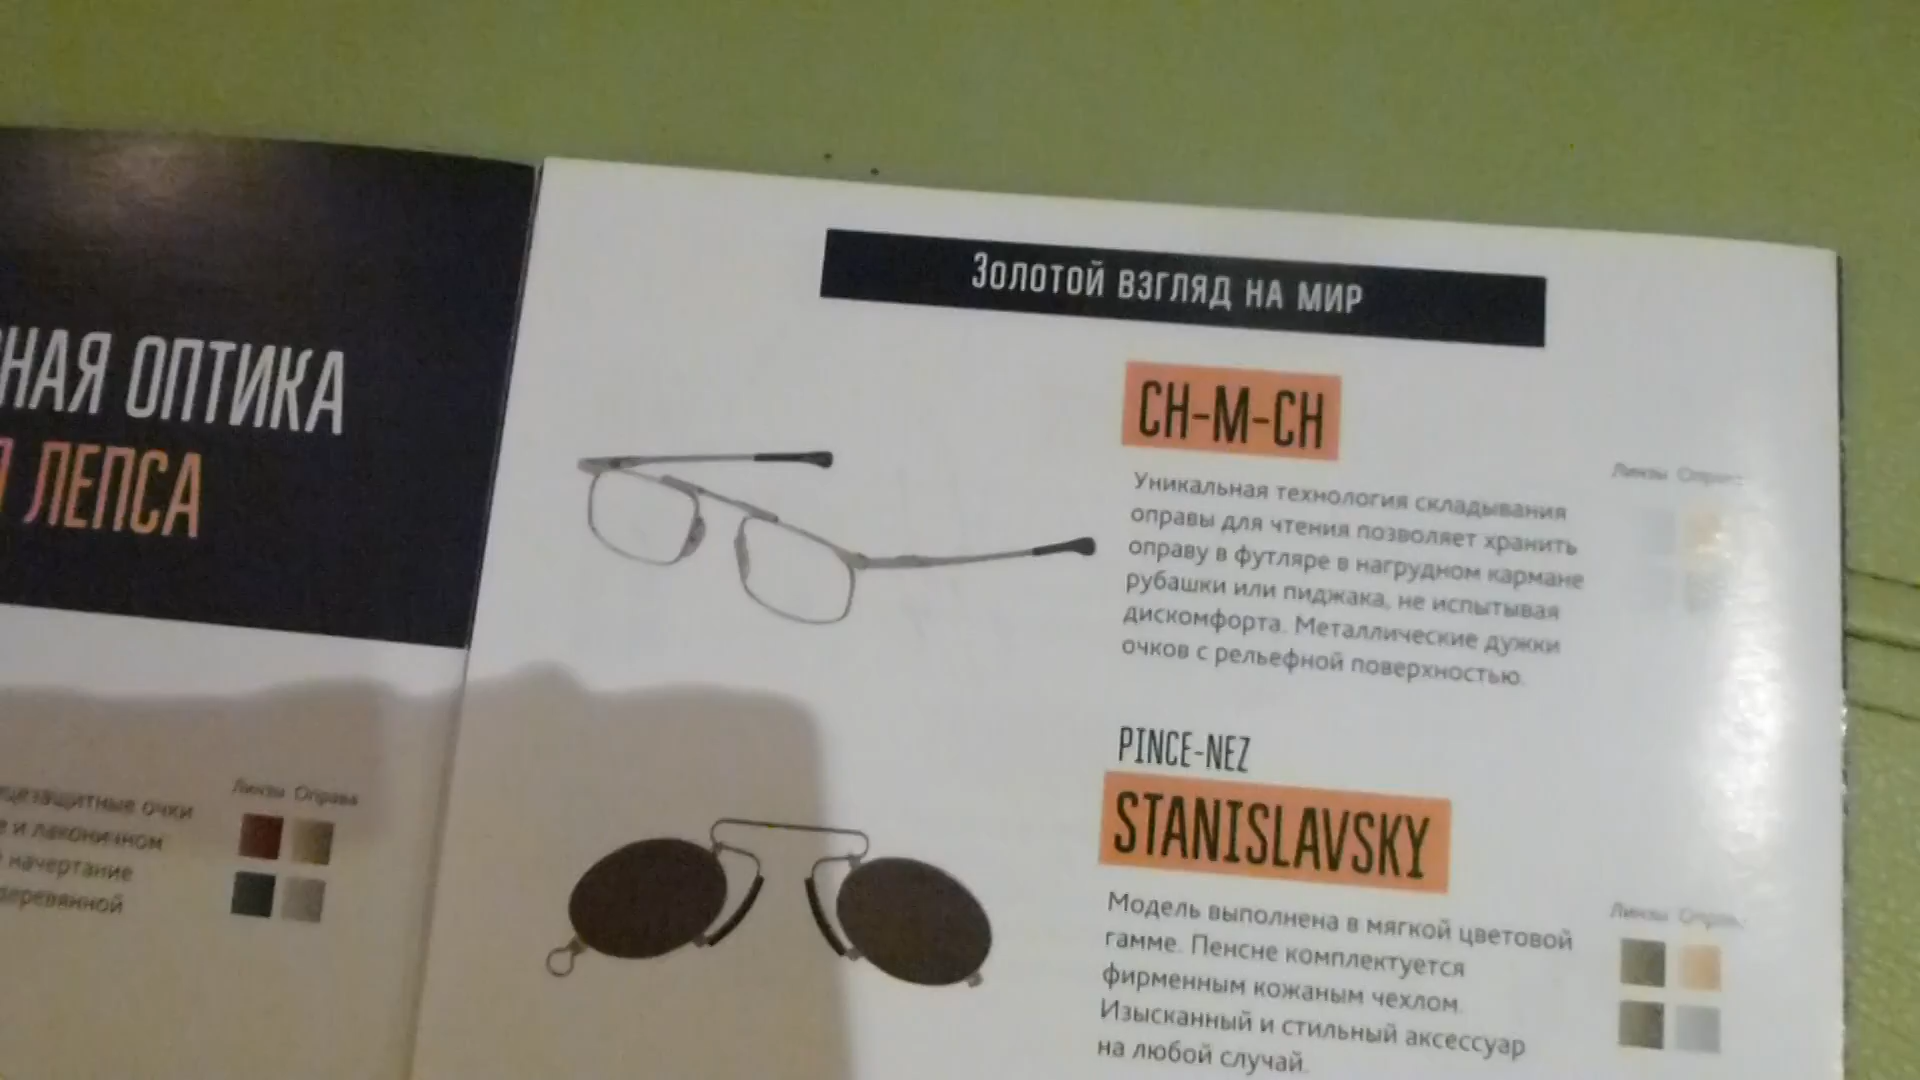 НАЯ ОПТИКА
ЛЕПСА
очки
и лаконичном
начертание
деревянной
Линзы Оправа
Золотой взгляд на мир
CH-M-CH
Уникальная технология складывания
оправы для чтения позволяет хранить
оправу в футляре в нагрудном кармане
рубашки или пиджака, не испытывая
дискомфорта. Металлические дужки
очков с рельефной поверхностью.
Линзы Оправа
PINCE-NEZ
STANISLAVSKY
Модель выполнена в мягкой цветовой
гамме. Пенсне комплектуется
фирменным кожаным чехлом.
Изысканный и стильный аксессуар
на любой случай.
Линзы Оправа